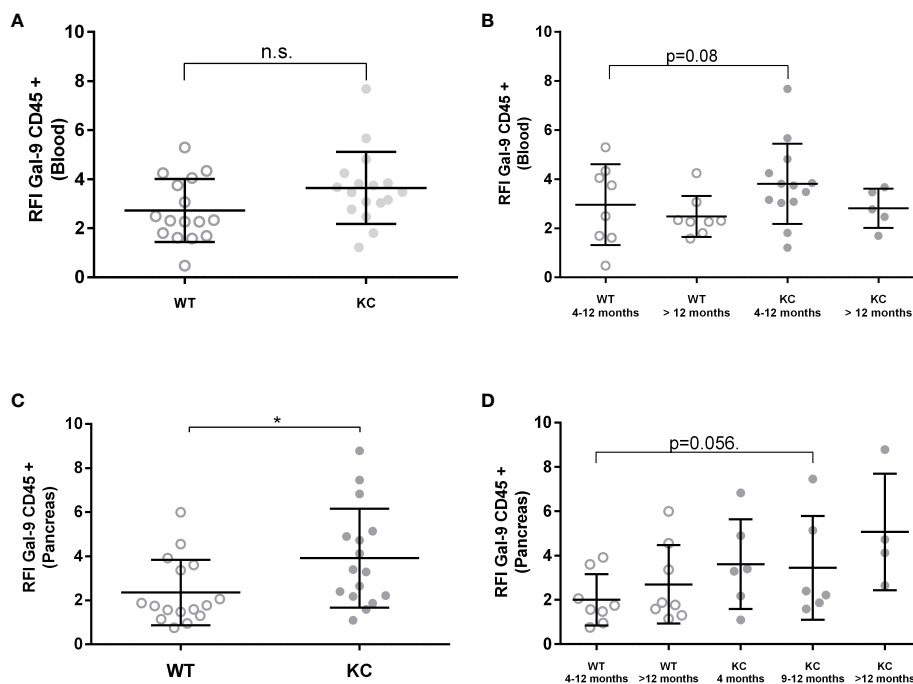 A
RFI Gal-9 CD45 +
(Blood)
10
8
6
4
2
0
n.s.
WT
KC
B
RFI Gal-9 CD45 +
(Blood)
10
8
6
4
2
0
p=0.08
WT
4-12 months
WT
> 12 months
KC
4-12 months
KC
> 12 months
C
RFI Gal-9 CD45 +
(Pancreas)
10
8
6
4
2
0
*
WT
KC
D
RFI Gal-9 CD45 +
(Pancreas)
10
8
6
4
2
0
p=0.056.
WT
4-12 months
WT
>12 months
KC
4 months
KC
9-12 months
KC
>12 months